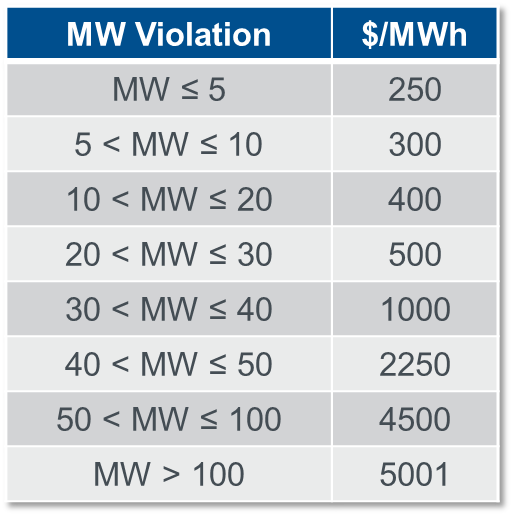 MW Violation $/MWh
MW ≤ 5 250
5 < MW ≤ 10 300
10 < MW ≤ 20 400
20 < MW ≤ 30 500
30 < MW ≤ 40 1000
40 < MW ≤ 50 2250
50 < MW ≤ 100 4500
MW > 100 5001